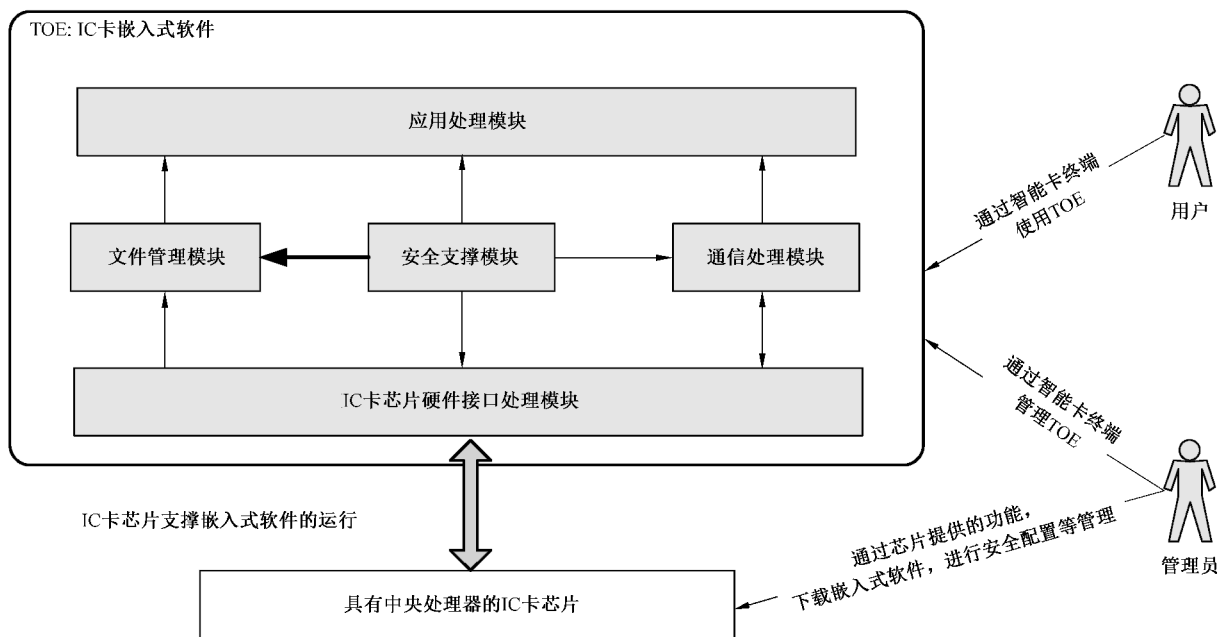 TOE: IC卡嵌入式软件
应用处理模块
文件管理模块
安全支撑模块
通信处理模块
IC卡芯片硬件接口处理模块
通过智能卡终端
使用TOE
用户
通过智能卡终端
管理TOE
IC卡芯片支撑嵌入式软件的运行
通过芯片提供的功能，
下载嵌入式软件，进行安全配置等管理
管理员
具有中央处理器的IC卡芯片